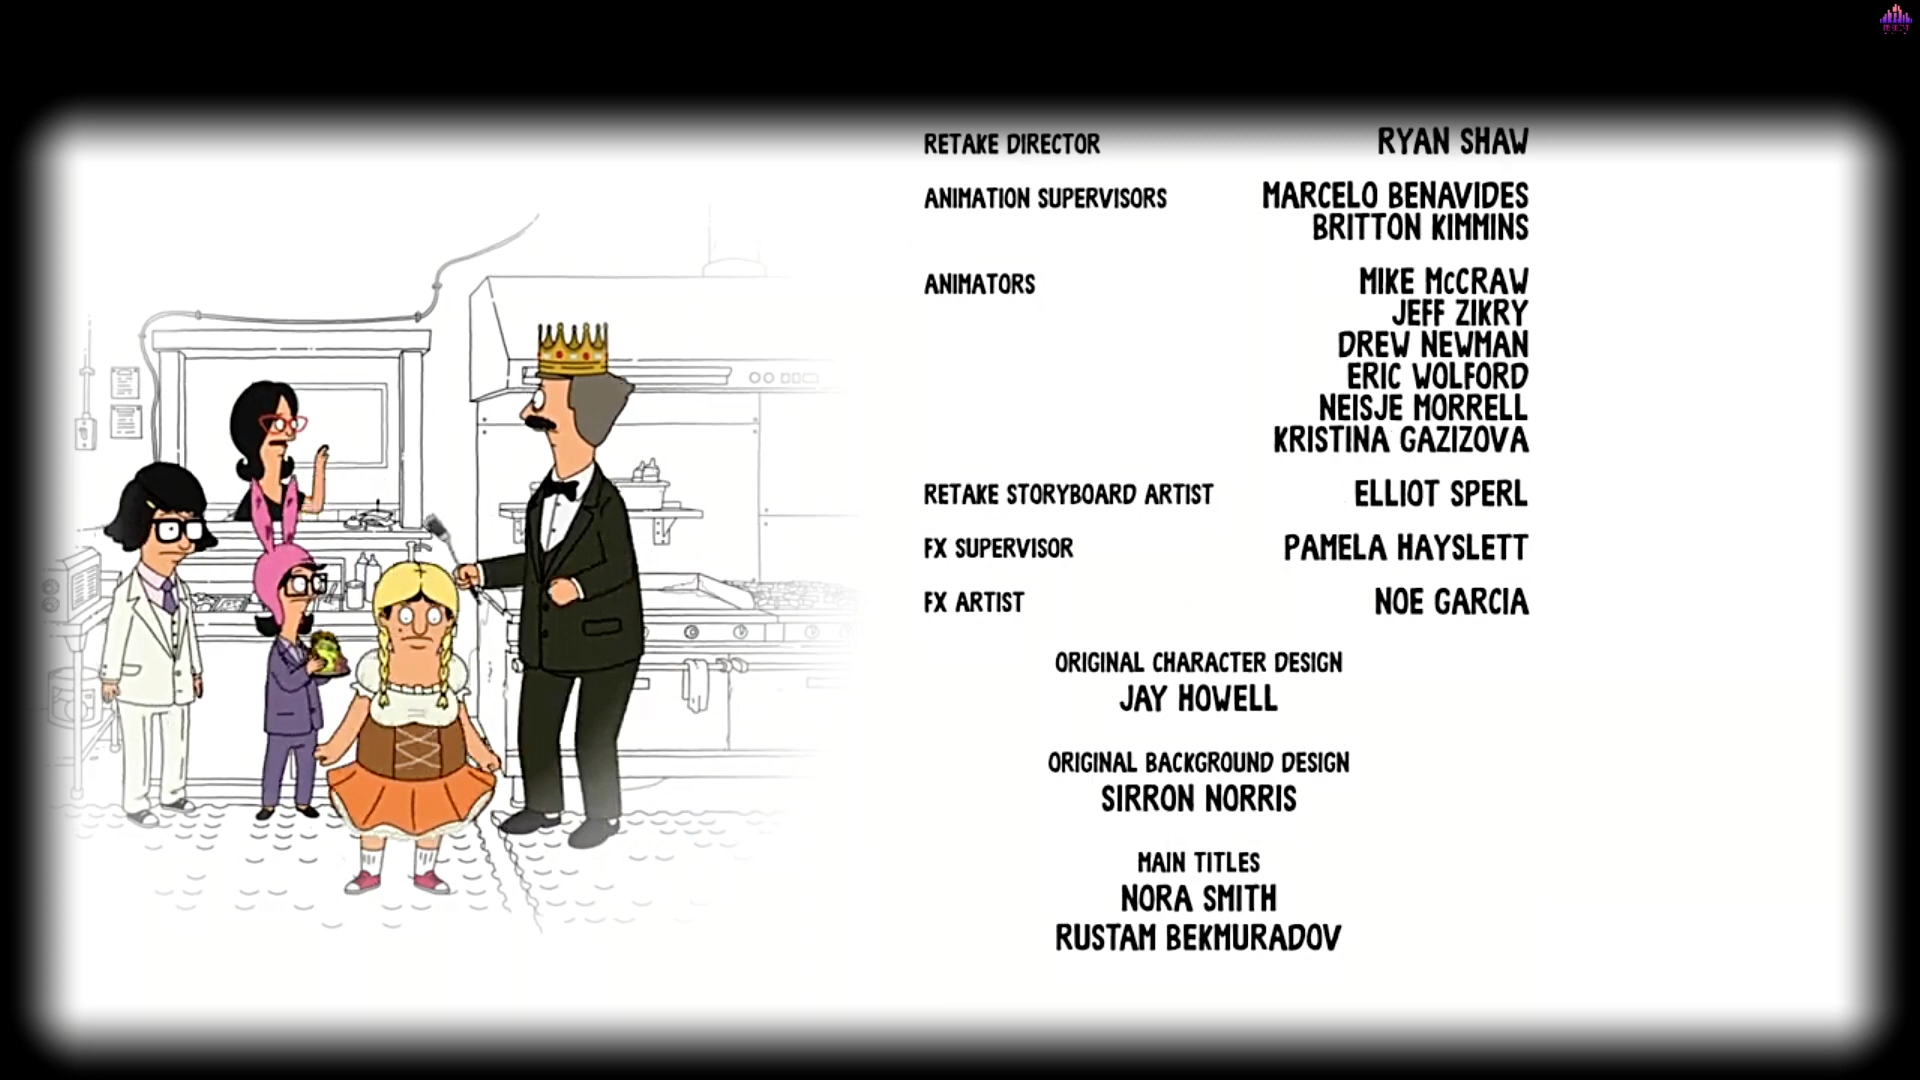 RETAKE DIRECTOR RYAN SHAW
ANIMATION SUPERVISORS MARCELO BENAVIDES
BRITTON KIMMINS
ANIMATORS MIKE McCRAW
JEFF ZIKRY
DREW NEWMAN
ERIC WOLFORD
NEISJE MORRELL
KRISTINA GAZIZOVA
RETAKE STORYBOARD ARTIST ELLIOT SPERL
FX SUPERVISOR PAMELA HAYSLETT
FX ARTIST NOE GARCIA
ORIGINAL CHARACTER DESIGN
JAY HOWELL
ORIGINAL BACKGROUND DESIGN
SIRRON NORRIS
MAIN TITLES
NORA SMITH
RUSTAM BEKMURADOV